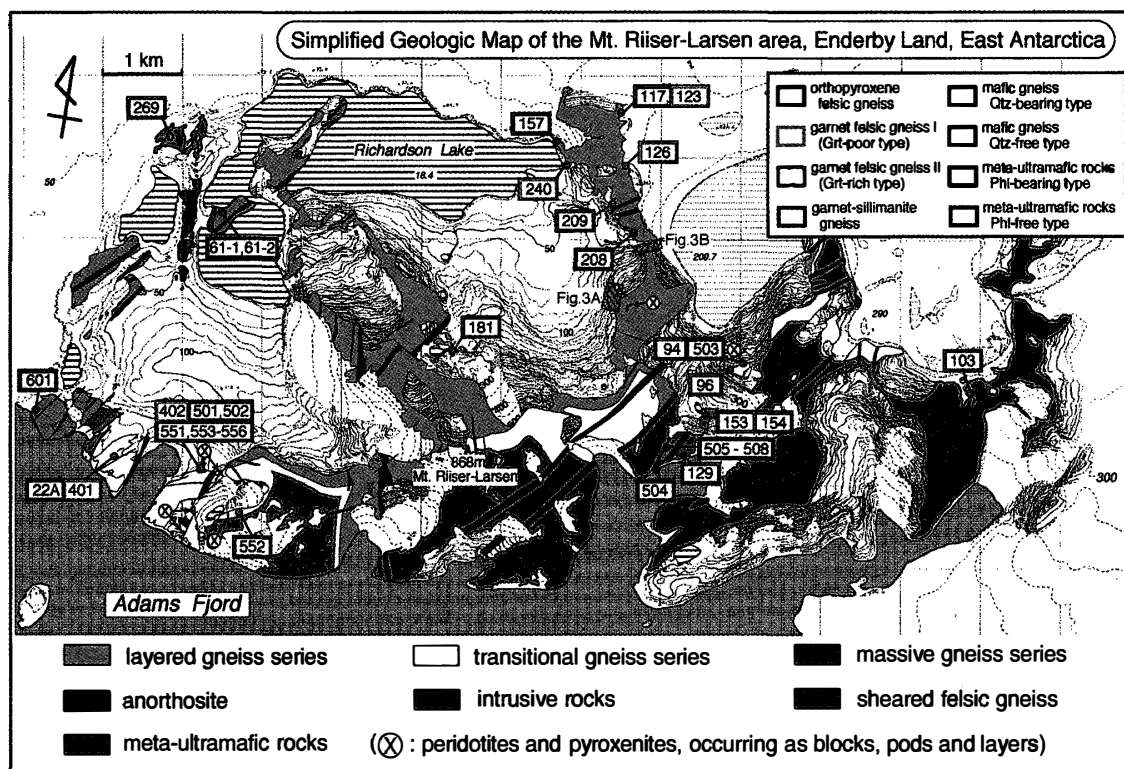 Simplified Geologic Map of the Mt. Riiser-Larsen area, Enderby Land, East Antarctica
1 km
orthopyroxene
felsic gneiss
mafic gneiss
Qtz-bearing type
garnet felsic gneiss I
(Grt-poor type)
mafic gneiss
Qtz-free type
garnet felsic gneiss II
(Grt-rich type)
meta-ultramafic rocks
Phl-bearing type
garnet-sillimanite
gneiss
meta-ultramafic rocks
Phl-free type
269
117 123
157
126
Richardson Lake
18.4
50
240
209
61-1,61-2
50
Fig.3B
208
209.7
50
Fig.3A
100
290
181
94 503
100
103
601
96
402 501,502
551,553-556
153 154
505 - 508
868m
Mt. Riiser-Larsen
129
22A 401
504
300
552
Adams Fjord
layered gneiss series
transitional gneiss series
massive gneiss series
anorthosite
intrusive rocks
sheared felsic gneiss
meta-ultramafic rocks
(Ⓧ : peridotites and pyroxenites, occurring as blocks, pods and layers)